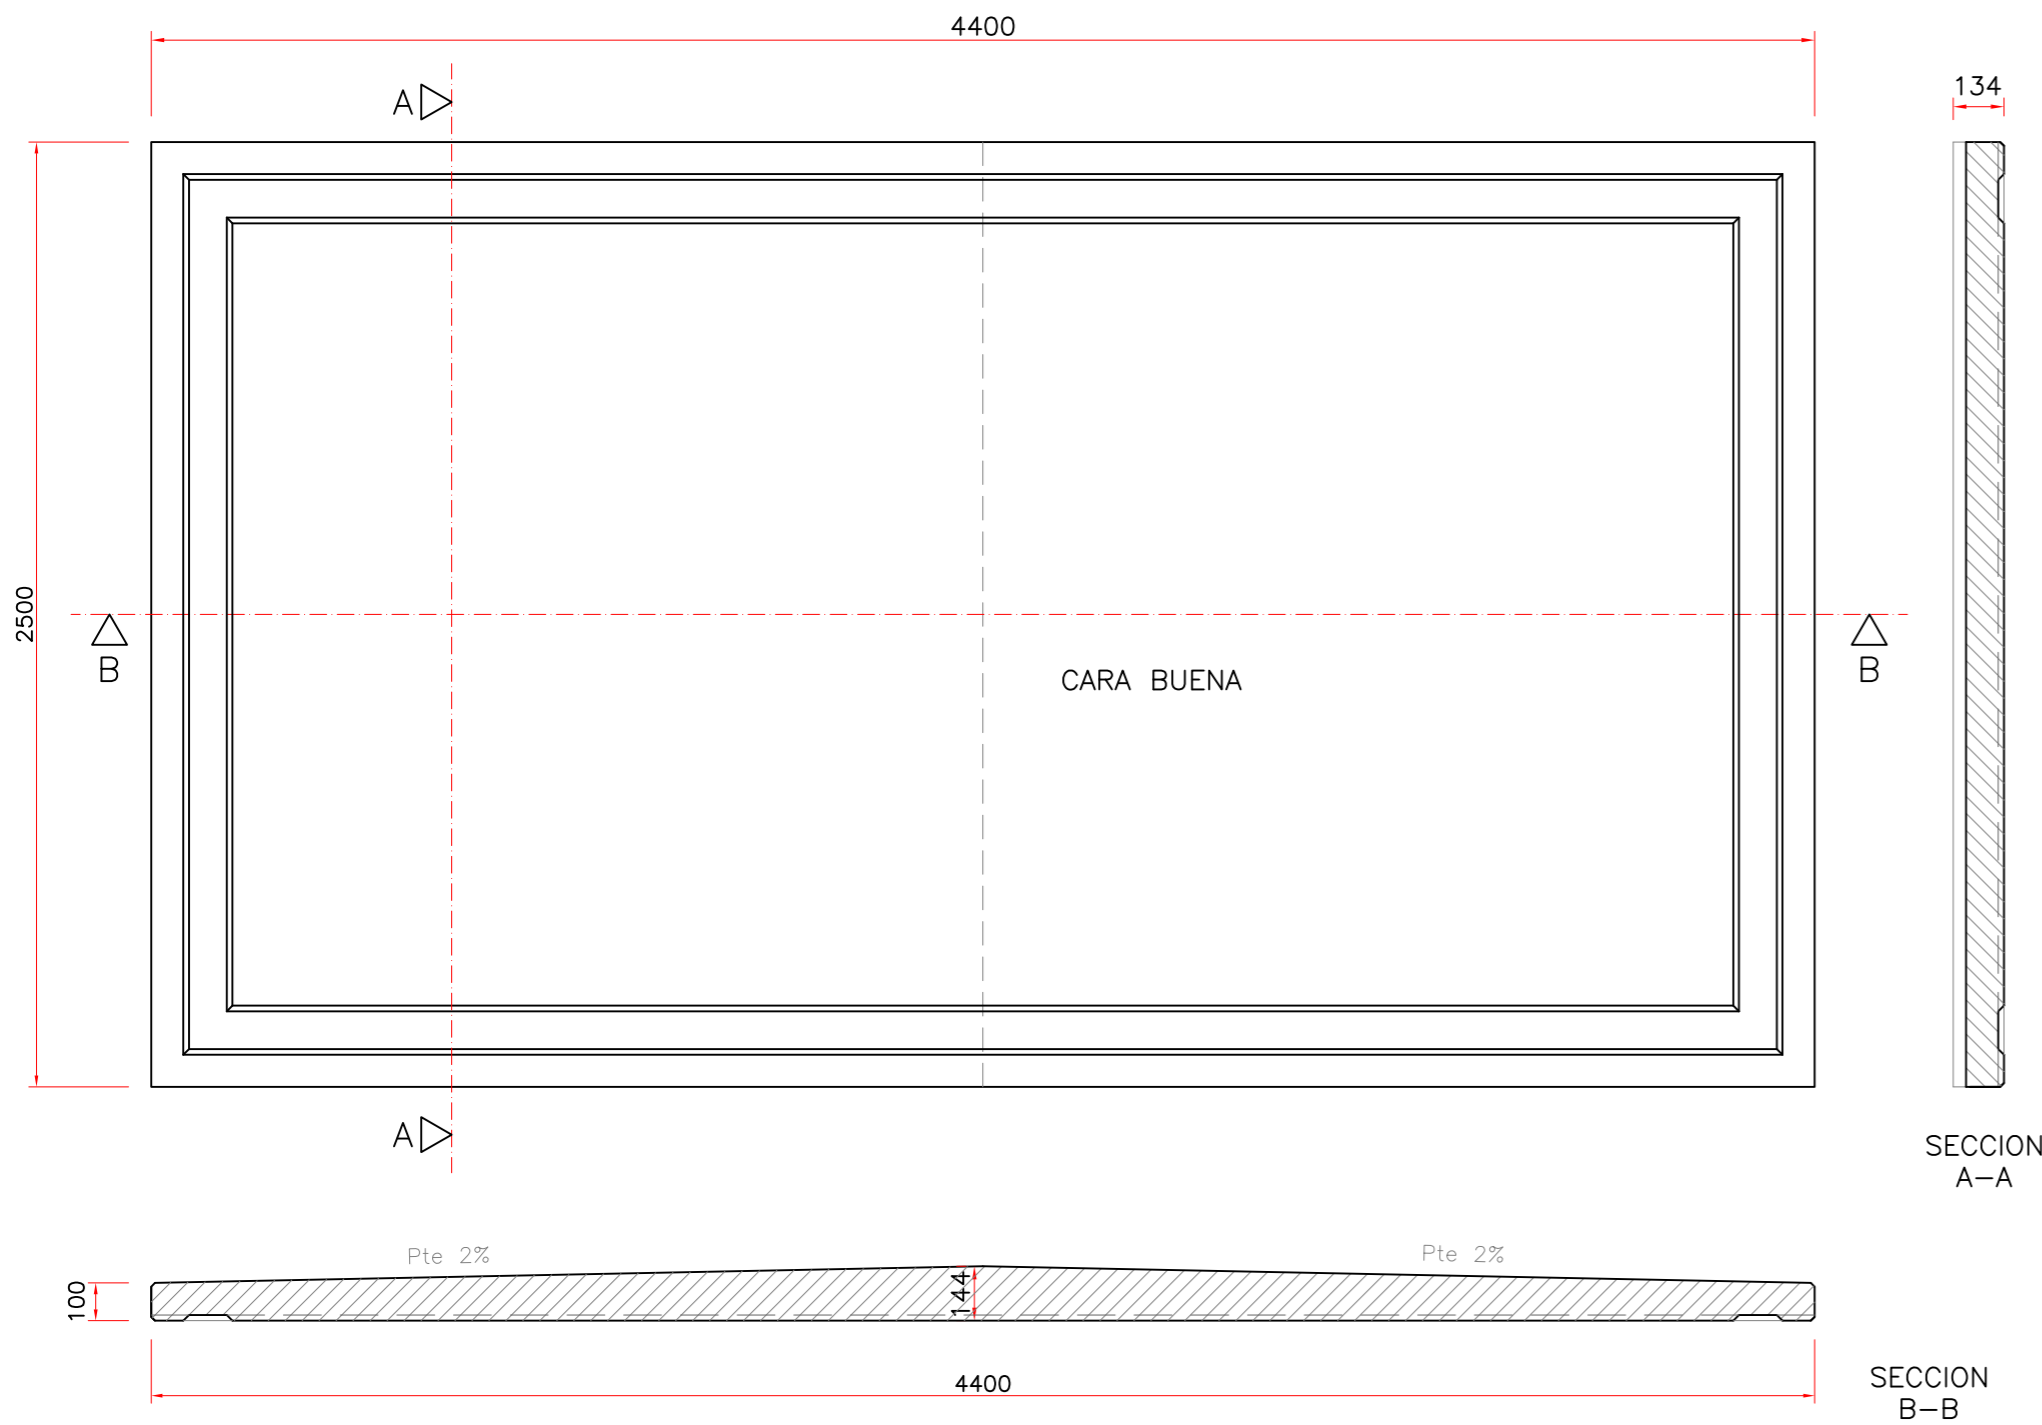 4400
A
134
2500
B
B
CARA BUENA
A
SECCION
A-A
Pte 2%
Pte 2%
100
144
4400
SECCION
B-B